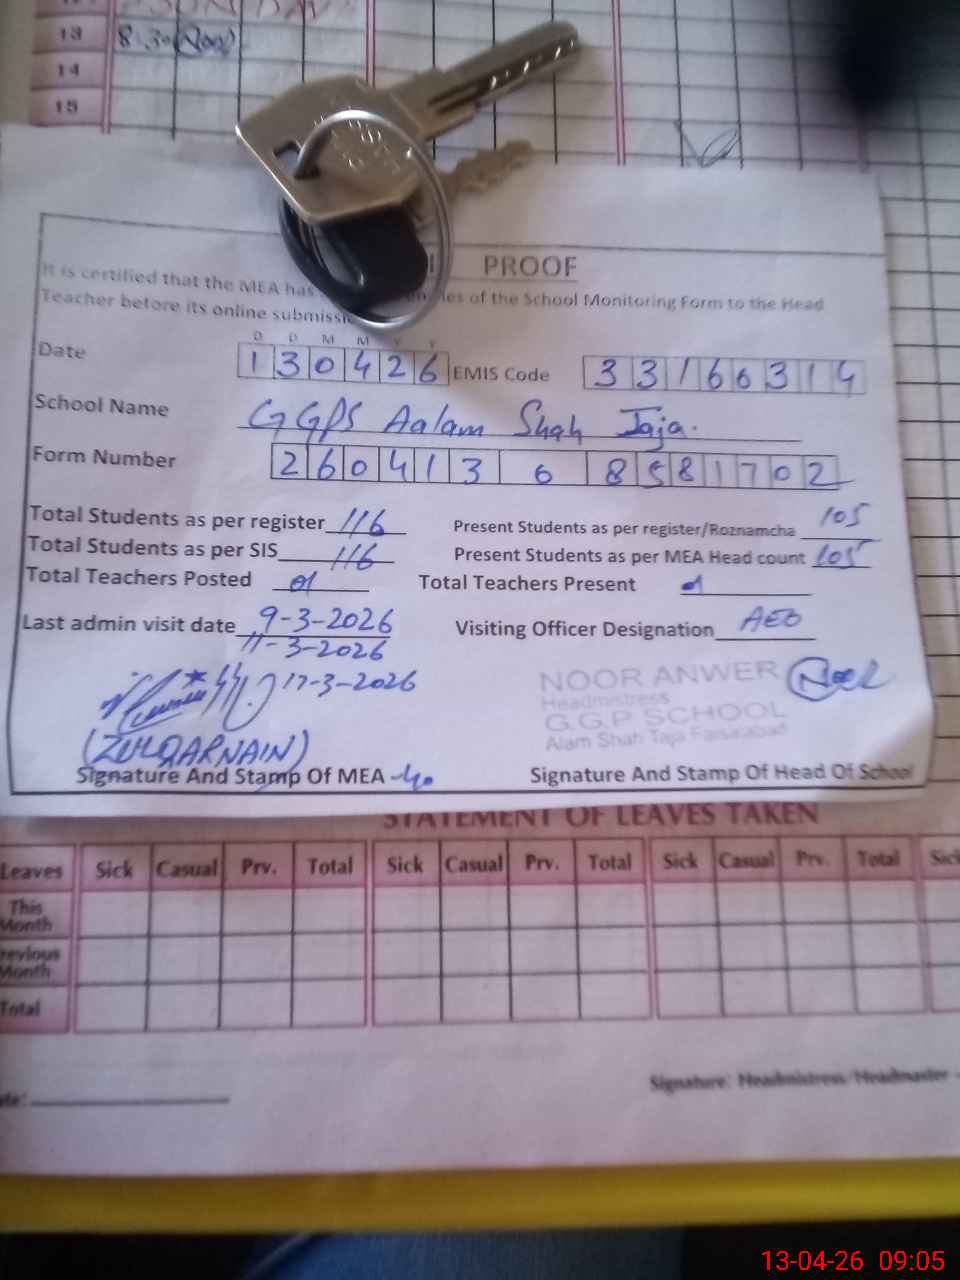 13 8:30
14
15
PROOF
It is certified that the MEA has of the School Monitoring Form to the Head
Teacher before its online
D D M M Y Y
Date 1 3 0 4 2 6 EMIS Code 3 3 1 6 6 3 1 4
School Name GGPS Aalam Shah Jaja.
Form Number 2 6 0 4 1 3 6 8 5 8 1 7 0 2
Total Students as per register 116 Present Students as per register/Roznamcha 105
Total Students as per SIS 116 Present Students as per MEA Head count 105
Total Teachers Posted 01 Total Teachers Present
Last admin visit date 9-3-2026 Visiting Officer Designation AEO
11-3-2026
17-3-2026
NOOR ANWER
Headmistress
G.G.P SCHOOL
Alam Shah Taja Faisalabad
(ZULQARNAIN)
Signature And Stamp Of MEA Signature And Stamp Of Head Of School
STATEMENT OF LEAVES TAKEN
Leaves Sick Casual Prv. Total Sick Casual Prv. Total Sick Casual Prv. Total Sick
This
Month
Previous
Month
Total
Signature: Headmistress/Headmaster
13-04-26 09:05